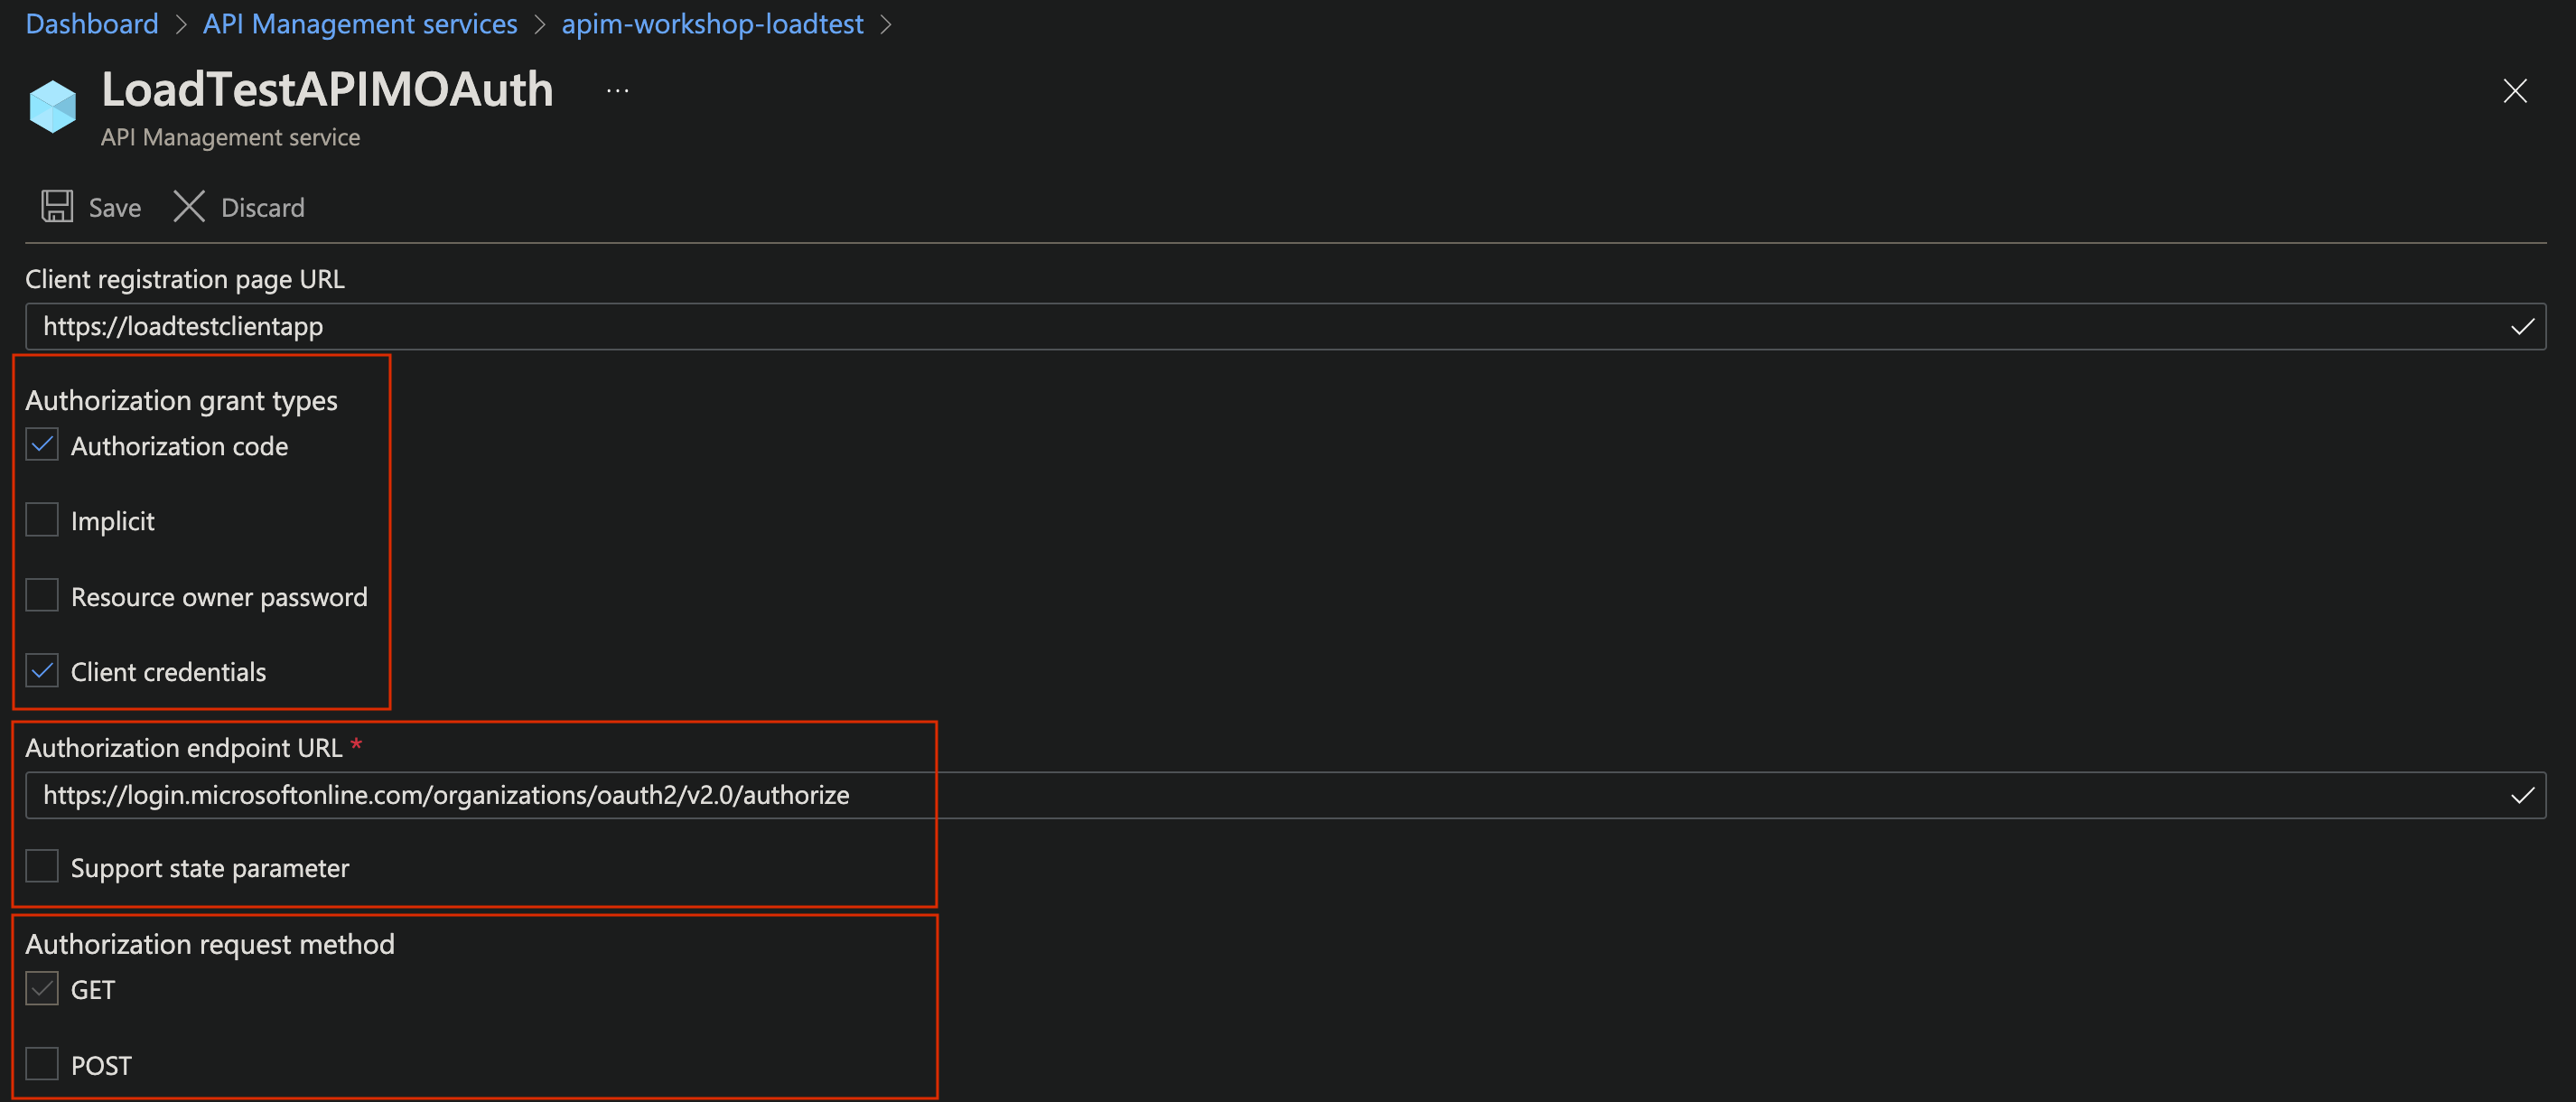 Dashboard > API Management services > apim-workshop-loadtest >
LoadTestAPIMOAuth ...
API Management service
Save Discard
Client registration page URL
https://loadtestclientapp
Authorization grant types
Authorization code
Implicit
Resource owner password
Client credentials
Authorization endpoint URL *
https://login.microsoftonline.com/organizations/oauth2/v2.0/authorize
Support state parameter
Authorization request method
GET
POST